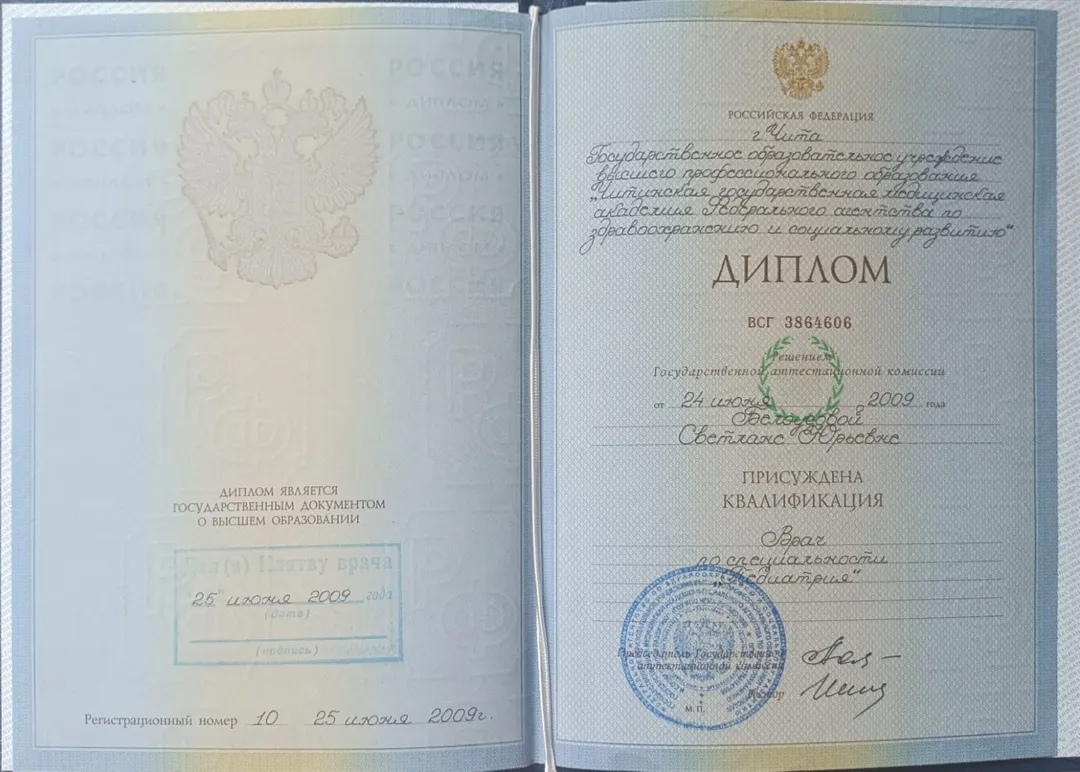 ДИПЛОМ ЯВЛЯЕТСЯ
ГОСУДАРСТВЕННЫМ ДОКУМЕНТОМ
О ВЫСШЕМ ОБРАЗОВАНИИ
Дал(а) Клятву врача
25 июня 2009 года
(дата)
(подпись)
Регистрационный номер 10 25 июня 2009г.
РОССИЙСКАЯ ФЕДЕРАЦИЯ
г. Чита
Государственное образовательное учреждение
высшего профессионального образования
"Читинская государственная медицинская
академия Федерального агентства по
здравоохранению и социальному развитию"
ДИПЛОМ
ВСГ 3864606
Решением
Государственной аттестационной комиссии
от 24 июня 2009 года
Белоусовой
Светлане Юрьевне
ПРИСУЖДЕНА
КВАЛИФИКАЦИЯ
Врач
по специальности
"Педиатрия"
Председатель Государственной
аттестационной комиссии
Ректор
М.П.